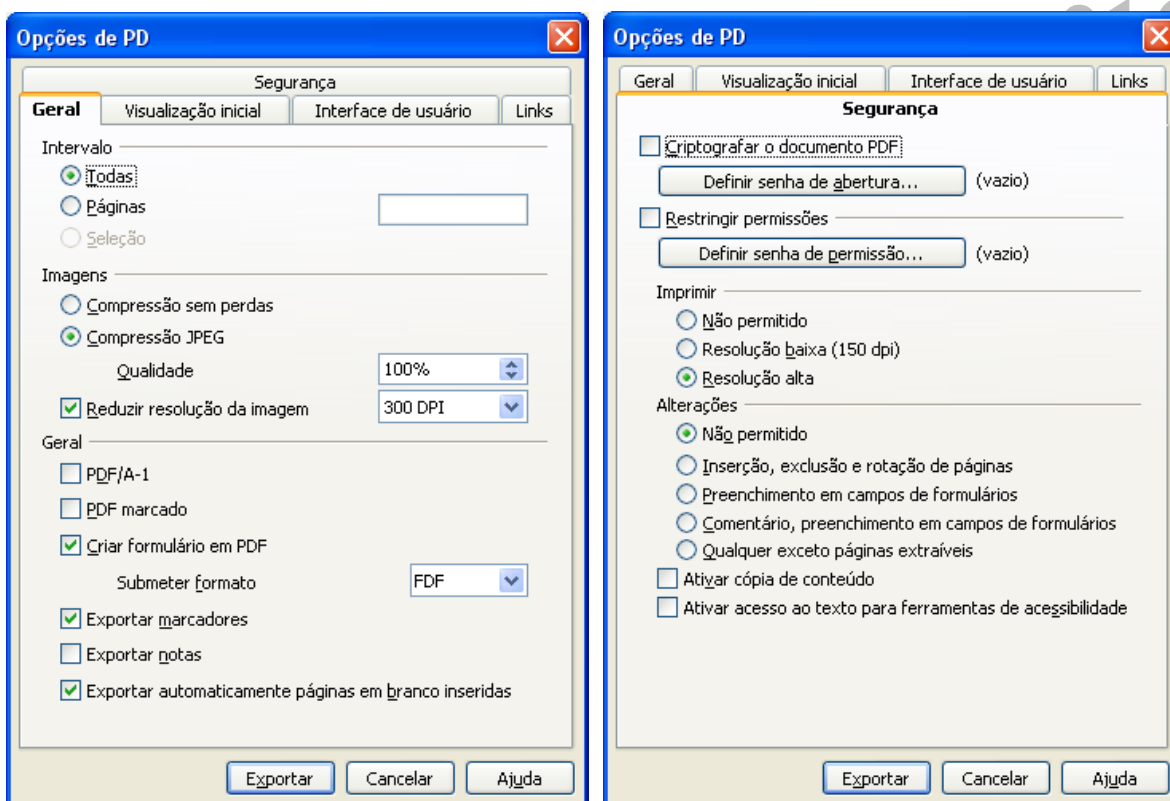 Opções de PD
Segurança
Geral Visualização inicial Interface de usuário Links
Intervalo
Todas
Páginas
Seleção
Imagens
Compressão sem perdas
Compressão JPEG
Qualidade 100%
Reduzir resolução da imagem 300 DPI
Geral
PDF/A-1
PDF marcado
Criar formulário em PDF
Submeter formato FDF
Exportar marcadores
Exportar notas
Exportar automaticamente páginas em branco inseridas
Exportar Cancelar Ajuda
Opções de PD
Geral Visualização inicial Interface de usuário Links
Segurança
Criptografar o documento PDF
Definir senha de abertura... (vazio)
Restringir permissões
Definir senha de permissão... (vazio)
Imprimir
Não permitido
Resolução baixa (150 dpi)
Resolução alta
Alterações
Não permitido
Inserção, exclusão e rotação de páginas
Preenchimento em campos de formulários
Comentário, preenchimento em campos de formulários
Qualquer exceto páginas extraíveis
Ativar cópia de conteúdo
Ativar acesso ao texto para ferramentas de acessibilidade
Exportar Cancelar Ajuda